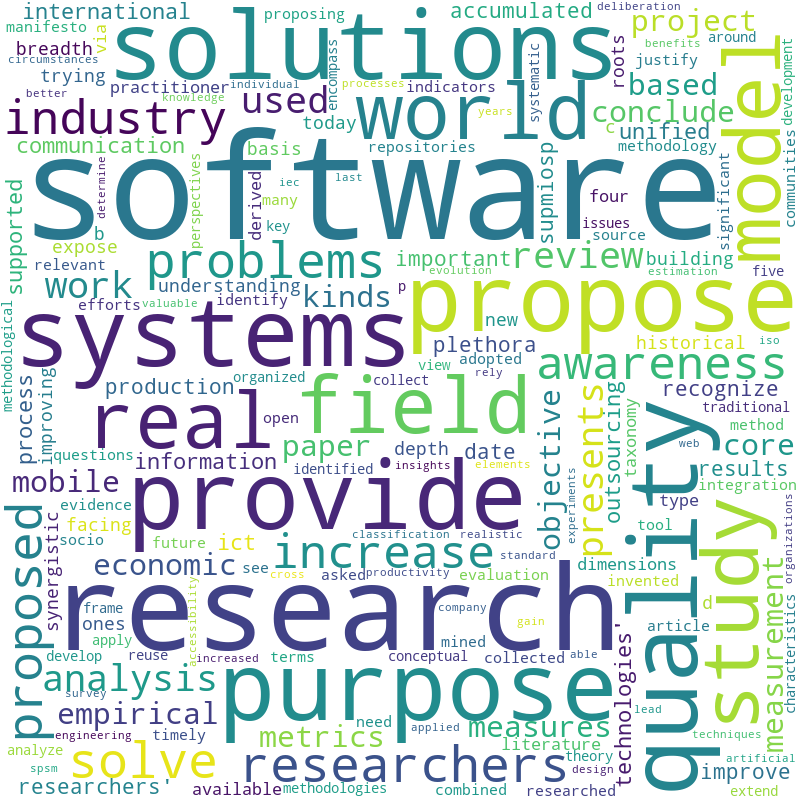 deliberation
international
proposing
accumulated
manifesto
solutions
project
breadth
via
roots
around
circumstances
benefits
trying
encompass
indicators
systematic
justify
practitioner
individual
processes
based
model
development
better
knowledge
used
years
industry
world
conclude
today
c
unified
communication
basis
repositories
methodology
software
supmiosp
significant
communities
determine
iec
last
perspectives
derived
many
four
supported
b
key
issues
source
expose
problems
important
review
building
relevant
evolution
estimation
five
work
understanding
kinds
p
propose
efforts
valuable
identify
methodological
systems
new
historical
iso
plethora
view
adopted
rely
field
awareness
process
improving
production
organized
collect
real
open
objective
presents
outsourcing
taxonomy
recognize
traditional
method
paper
depth
date
quality
web
core
questions
information
identified
insights
elements
experiments
results
integration
mobile
provide
evidence
type
tool
synergistic
facing
socio
future
ict
increase
classification
realistic
standard
study
organizations
proposed
economic
see
cross
asked
productivity
evaluation
dimensions
invented
measurement
frame
ones
accessibility
research
company
gain
d
article
apply
characteristics
develop
reuse
increased
terms
conceptual
mined
collected
able
technologies'
analysis
purpose
survey
empirical
need
applied
measures
lead
engineering
timely
metrics
literature
techniques
analyze
solve
theory
artificial
spsm
researchers
design
improve
researchers'
available
methodologies
combined
researched
extend